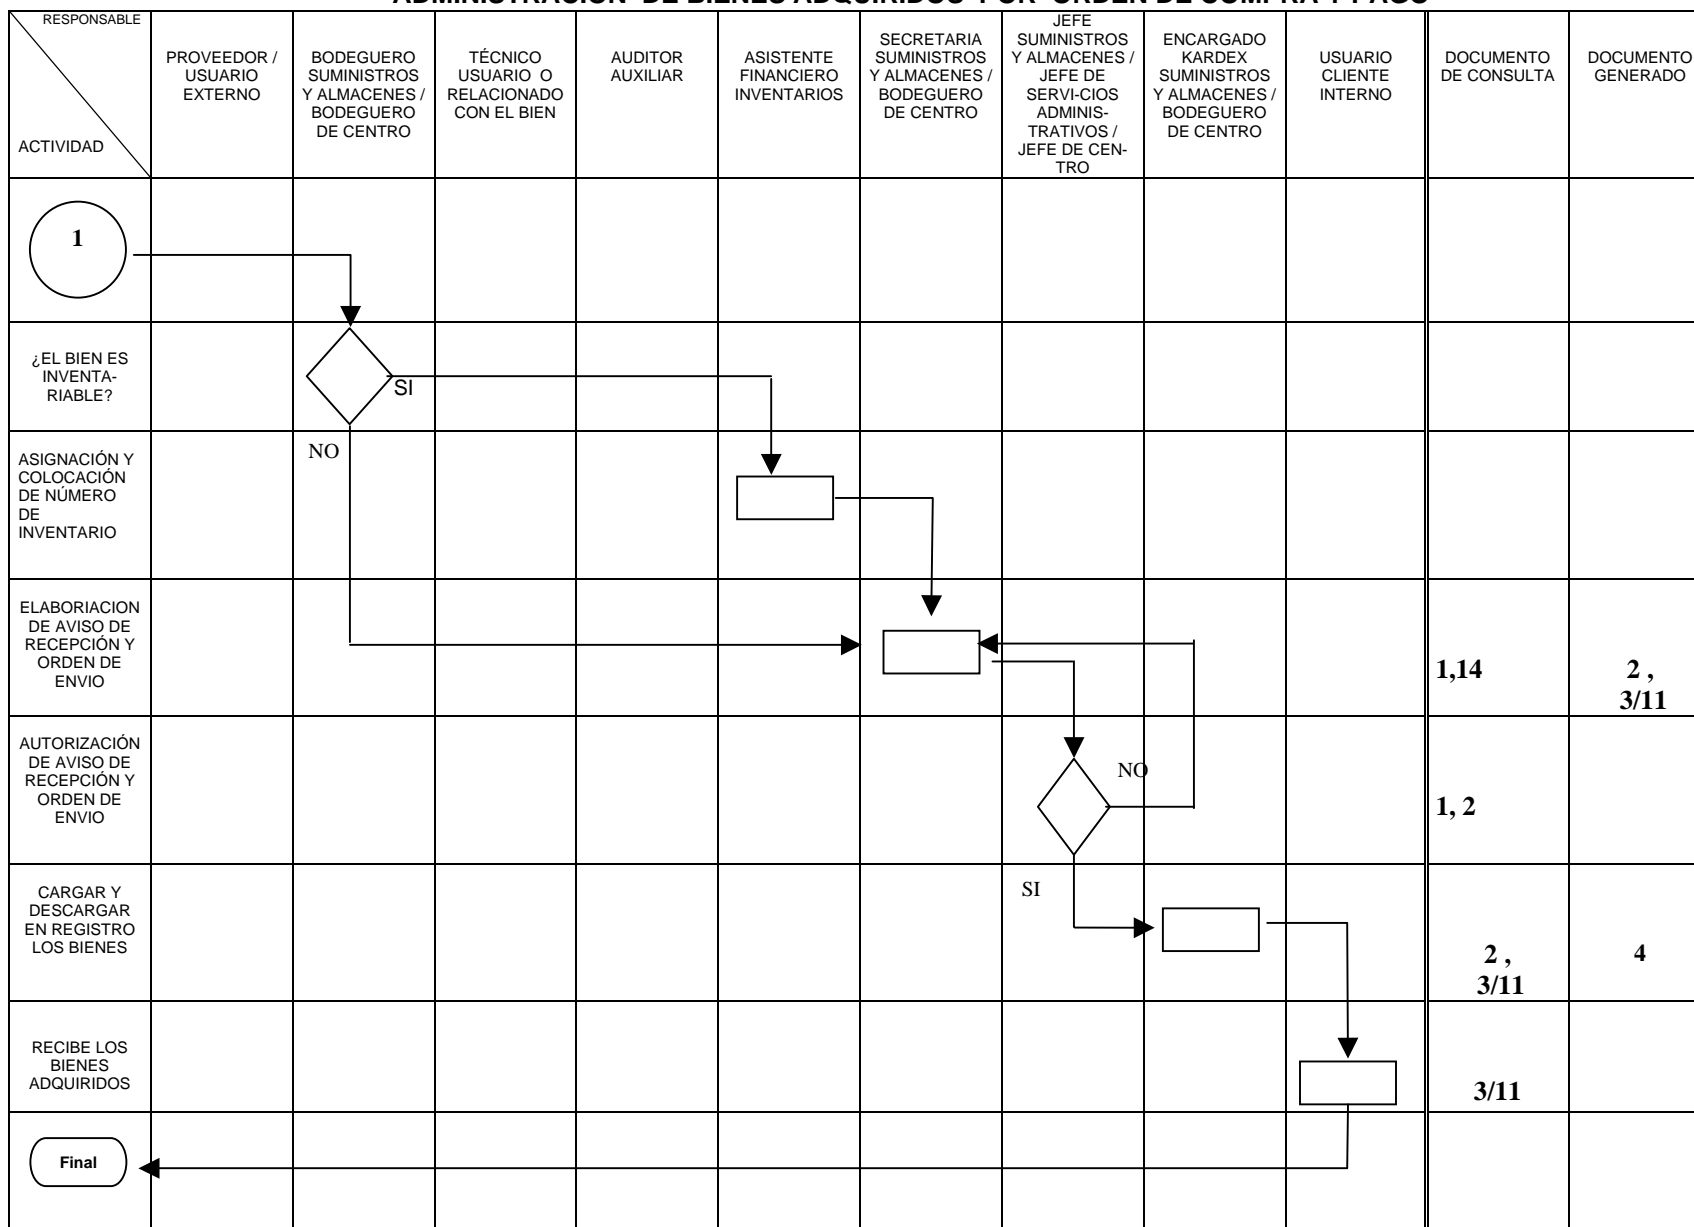 ADMINISTRACION DE BIENES ADQUIRIDOS POR ORDEN DE COMPRA Y PAGO
RESPONSABLE
ACTIVIDAD
PROVEEDOR /
USUARIO
EXTERNO
BODEGUERO
SUMINISTROS
Y ALMACENES /
BODEGUERO
DE CENTRO
TÉCNICO
USUARIO O
RELACIONADO
CON EL BIEN
AUDITOR
AUXILIAR
ASISTENTE
FINANCIERO
INVENTARIOS
SECRETARIA
SUMINISTROS
Y ALMACENES /
BODEGUERO
DE CENTRO
JEFE
SUMINISTROS
Y ALMACENES /
JEFE DE
SERVI-CIOS
ADMINIS-
TRATIVOS /
JEFE DE CEN-
TRO
ENCARGADO
KARDEX
SUMINISTROS
Y ALMACENES /
BODEGUERO
DE CENTRO
USUARIO
CLIENTE
INTERNO
DOCUMENTO
DE CONSULTA
DOCUMENTO
GENERADO
1
¿EL BIEN ES
INVENTA-
RIABLE?
SI
ASIGNACIÓN Y
COLOCACIÓN
DE NÚMERO
DE
INVENTARIO
NO
ELABORIACION
DE AVISO DE
RECEPCIÓN Y
ORDEN DE
ENVIO
1,14
2 ,
3/11
AUTORIZACIÓN
DE AVISO DE
RECEPCIÓN Y
ORDEN DE
ENVIO
NO
1, 2
CARGAR Y
DESCARGAR
EN REGISTRO
LOS BIENES
SI
2 ,
3/11
4
RECIBE LOS
BIENES
ADQUIRIDOS
3/11
Final